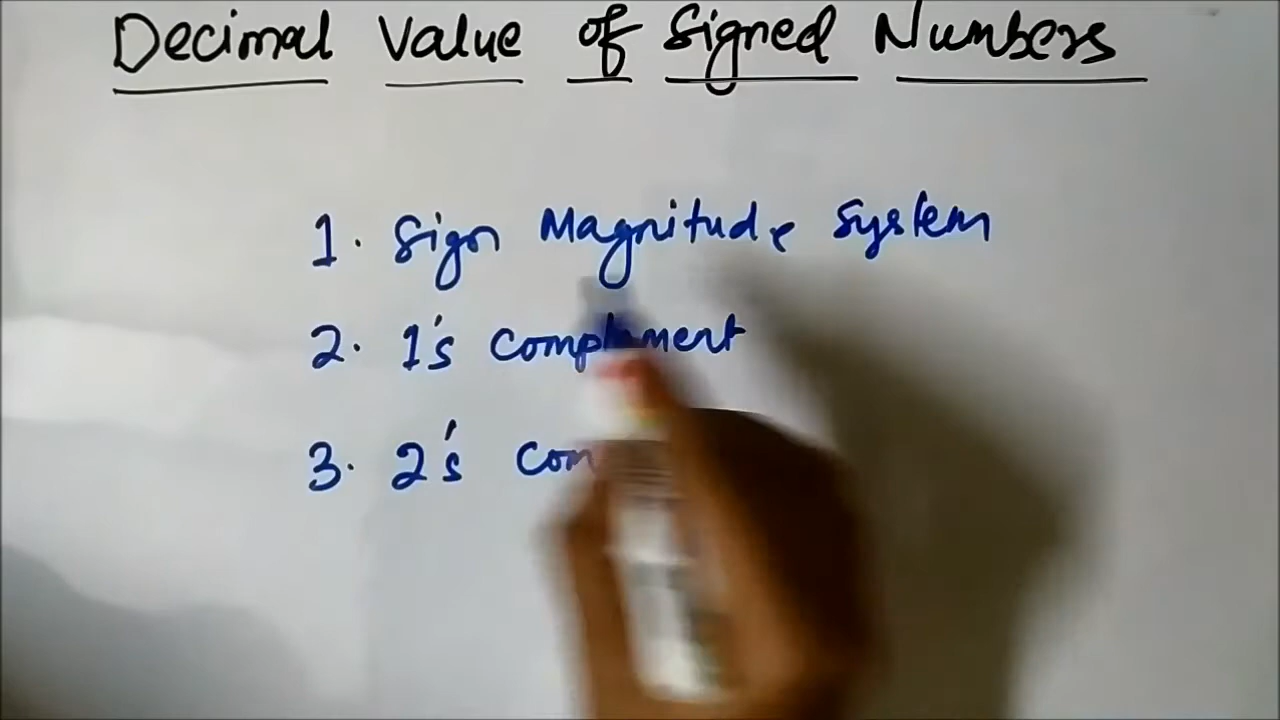 Decimal Value of Signed Numbers
1. Sign Magnitude System
2. 1's complement
3. 2's Com